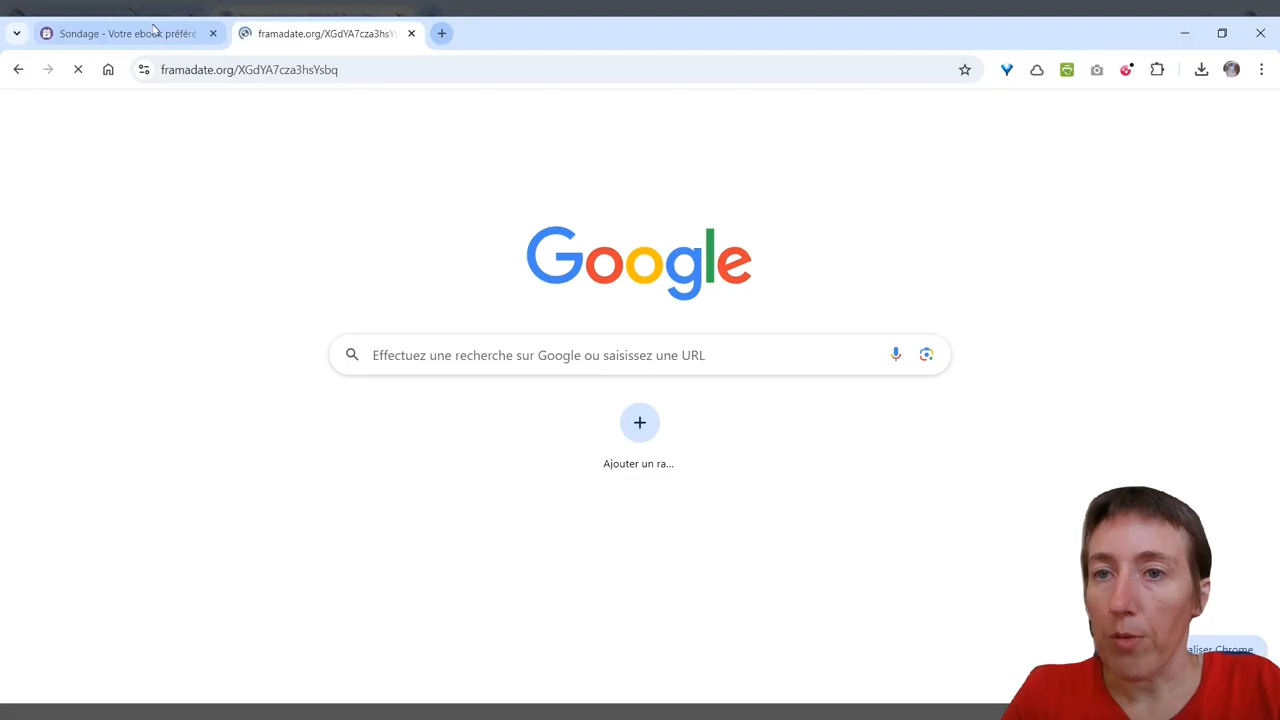 Sondage - Votre ebook préféré
framadate.org/XGdYA7cza3hsY
framadate.org/XGdYA7cza3hsYsbq
Google
Effectuez une recherche sur Google ou saisissez une URL
Ajouter un ra...
aliser Chrome